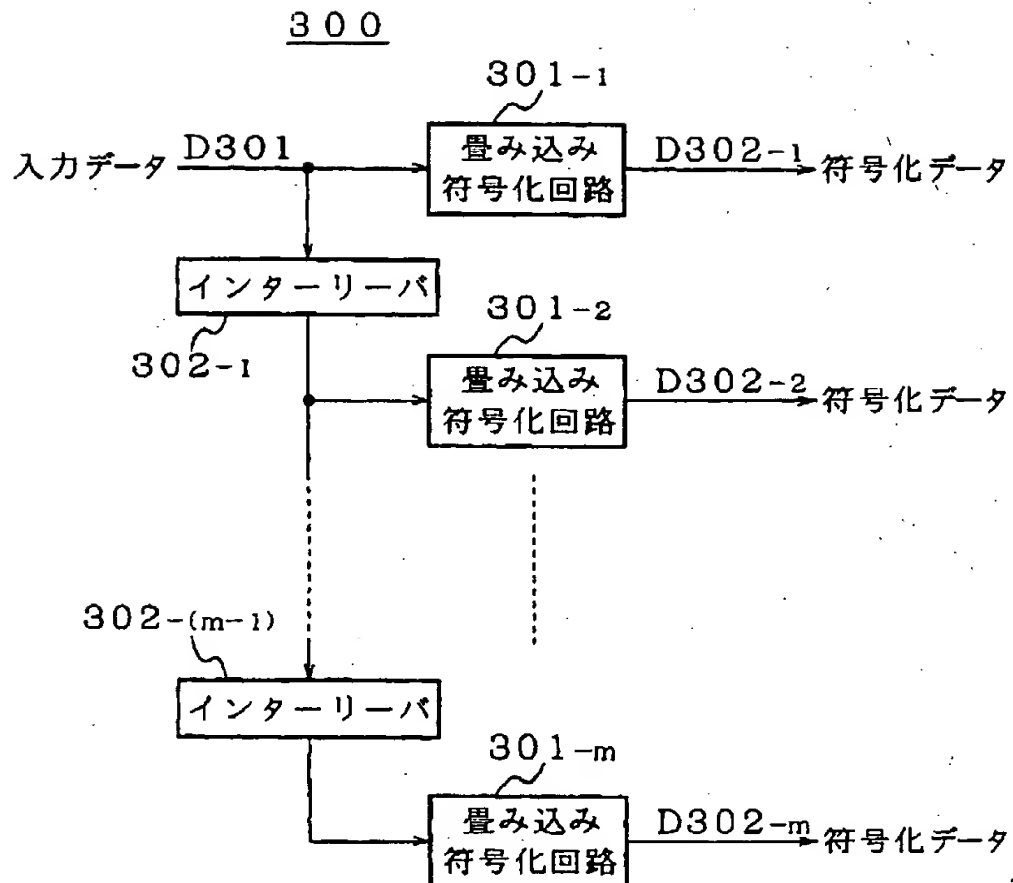 300
301-1
入力データ
D301
畳み込み
符号化回路
D302-1
符号化データ
インターリーバ
302-1
301-2
畳み込み
符号化回路
D302-2
符号化データ
302-(m-1)
インターリーバ
301-m
畳み込み
符号化回路
D302-m
符号化データ